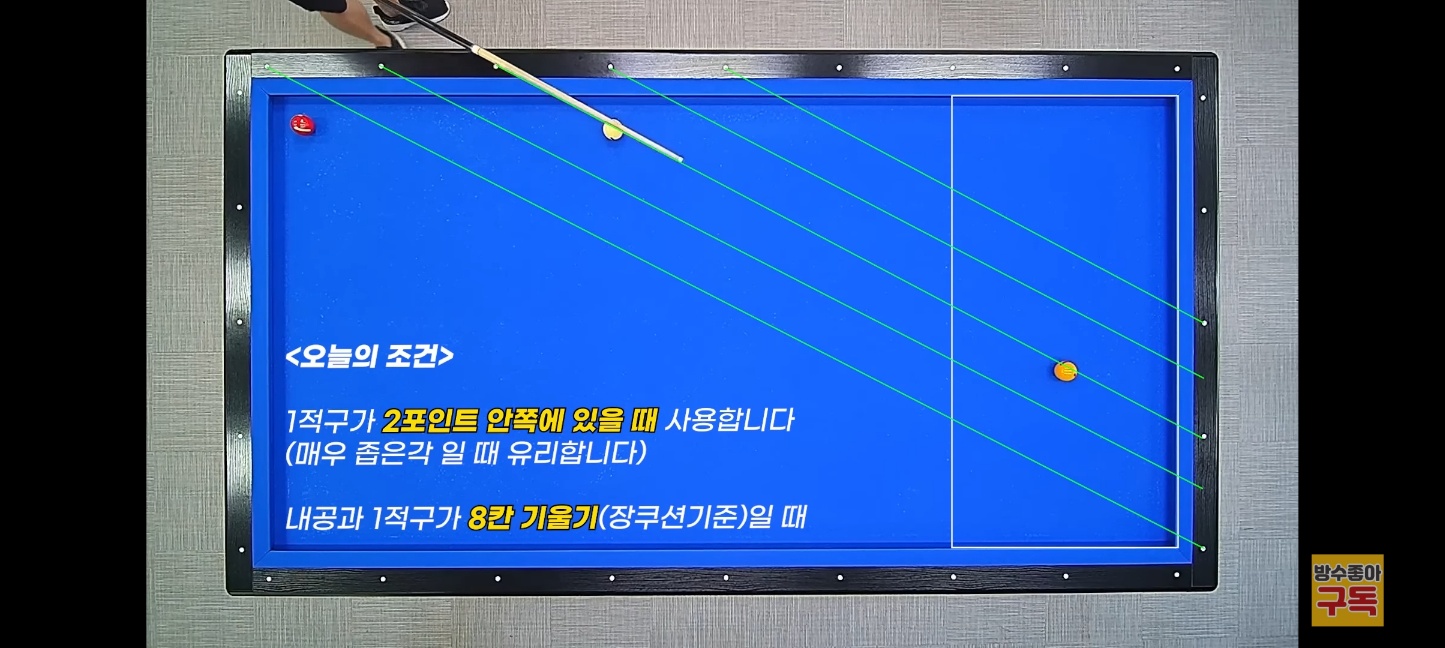 <오늘의 조건>
1적구가 2포인트 안쪽에 있을 때 사용합니다
(매우 좁은각 일 때 유리합니다)
내공과 1적구가 8칸 기울기(장쿠션기준)일 때
방수좋아
구독